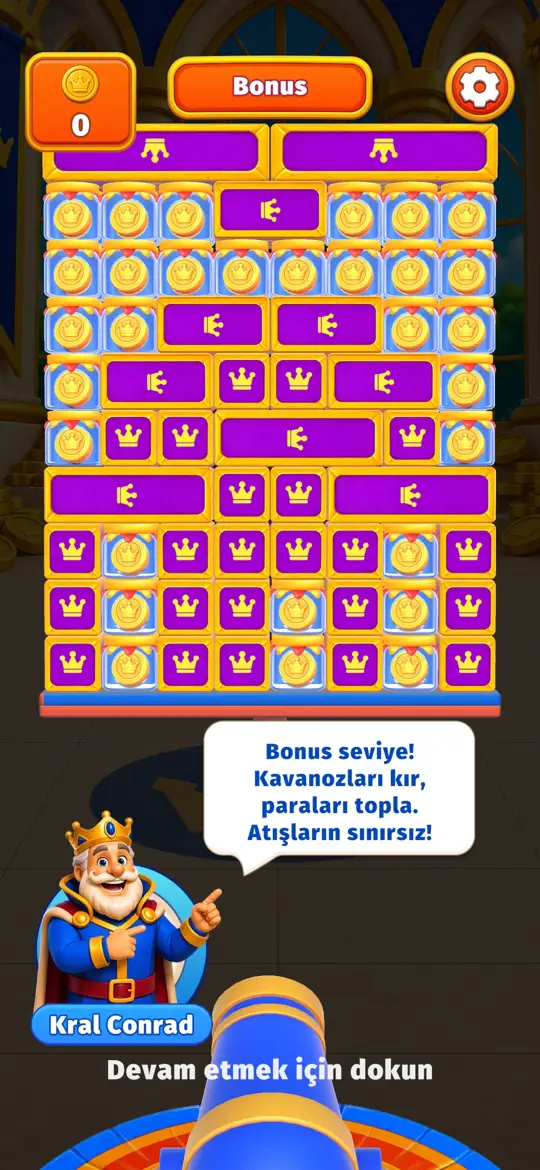 0
Bonus
Bonus seviye!
Kavanozları kır,
paraları topla.
Atışların sınırsız!
Kral Conrad
Devam etmek için dokun